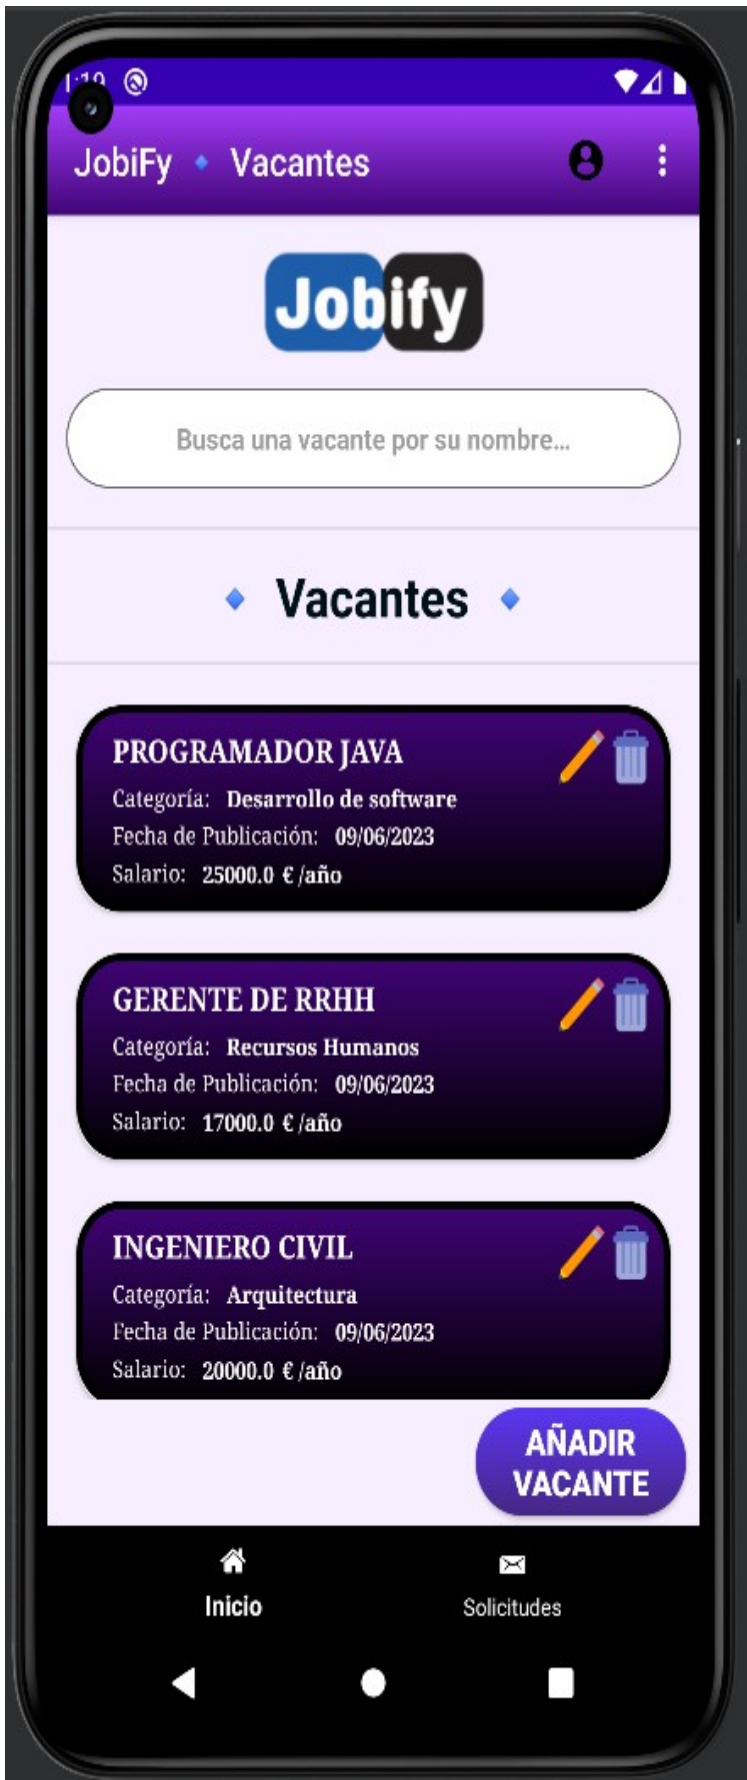 JobiFy 🔹 Vacantes
Jobify
Busca una vacante por su nombre...
🔹 Vacantes 🔹
PROGRAMADOR JAVA
Categoría: Desarrollo de software
Fecha de Publicación: 09/06/2023
Salario: 25000.0 €/año
GERENTE DE RRHH
Categoría: Recursos Humanos
Fecha de Publicación: 09/06/2023
Salario: 17000.0 €/año
INGENIERO CIVIL
Categoría: Arquitectura
Fecha de Publicación: 09/06/2023
Salario: 20000.0 €/año
AÑADIR
VACANTE
Inicio
Solicitudes